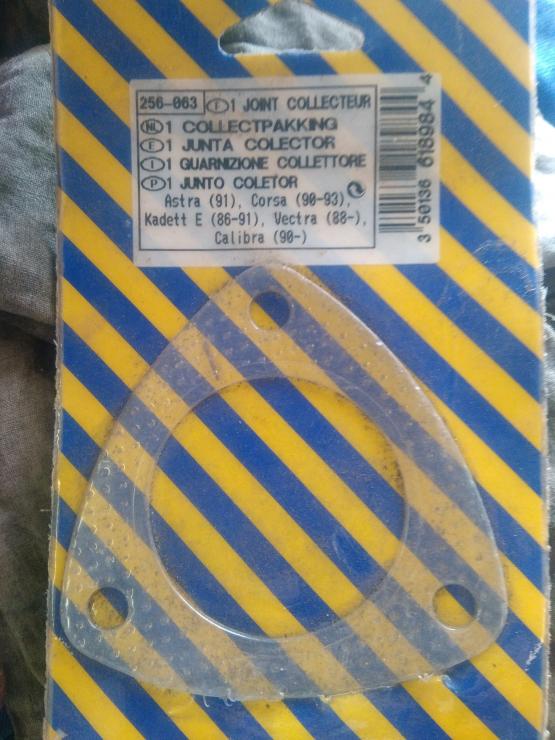 256-063 F 1 JOINT COLLECTEUR
NL 1 COLLECTPAKKING
E 1 JUNTA COLECTOR
I 1 GUARNIZIONE COLLETTORE
P 1 JUNTO COLETOR
Astra (91), Corsa (90-93),
Kadett E (86-91), Vectra (88-),
Calibra (90-)
3 350136 618984 4